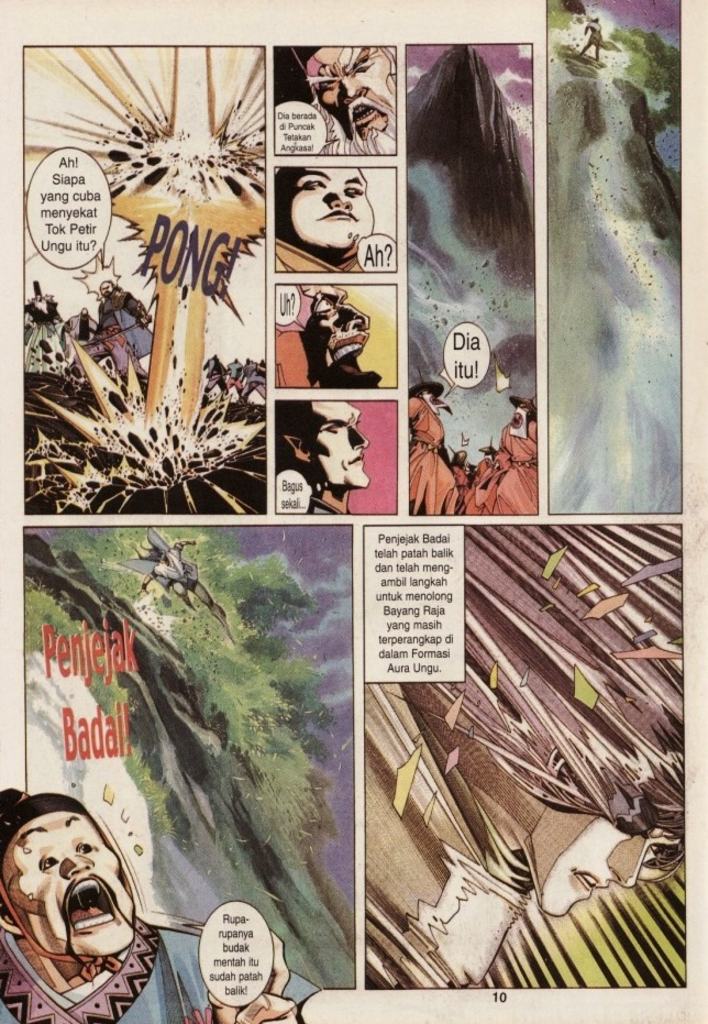 Ah!
Siapa
yang cuba
menyekat
Tok Petir
Ungu itu?
PONG!
Dia berada
di Puncak
Tetakan
Angkasa!
Ah?
Uh?
Bagus
sekali...
Dia
itu!
Penjejak
Badai!
Rupa-
rupanya
budak
mentah itu
sudah patah
balik!
Penjejak Badai
telah patah balik
dan telah meng-
ambil langkah
untuk menolong
Bayang Raja
yang masih
terperangkap di
dalam Formasi
Aura Ungu.
10